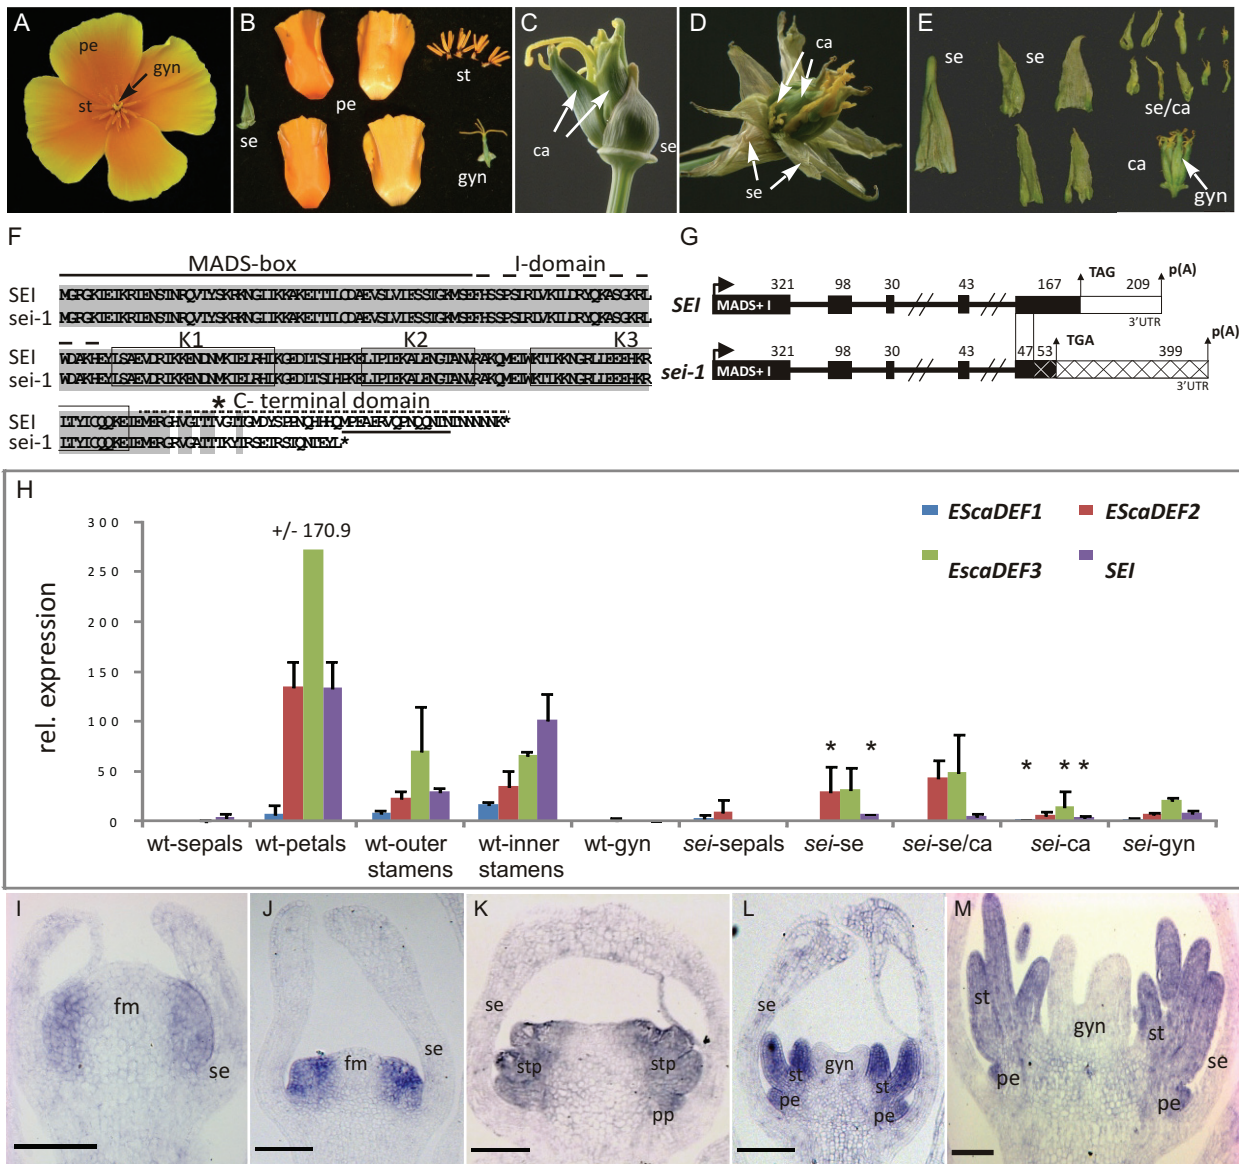 A
pe
gyn
st
B
se
pe
st
gyn
C
ca
se
D
ca
se
E
se
se
se/ca
ca
gyn
F
MADS-box
I-domain
SEI
sei-1
K1
K2
K3
SEI
sei-1
* C- terminal domain
SEI
sei-1
G
321
98
30
43
167
TAG
209
p(A)
SEI
MADS+ I
3'UTR
321
98
30
43
47
53
TGA
399
p(A)
sei-1
MADS+ I
3'UTR
H
rel. expression
300
250
200
150
100
50
0
+/- 170.9
EScaDEF1
EScaDEF2
EscaDEF3
SEI
* *
* * *
wt-sepals
wt-petals
wt-outer stamens
wt-inner stamens
wt-gyn
sei-sepals
sei-se
sei-se/ca
sei-ca
sei-gyn
I
fm
se
J
fm
se
K
se
stp
stp
pp
L
se
st
gyn
st
pe
pe
M
st
gyn
st
se
pe
pe